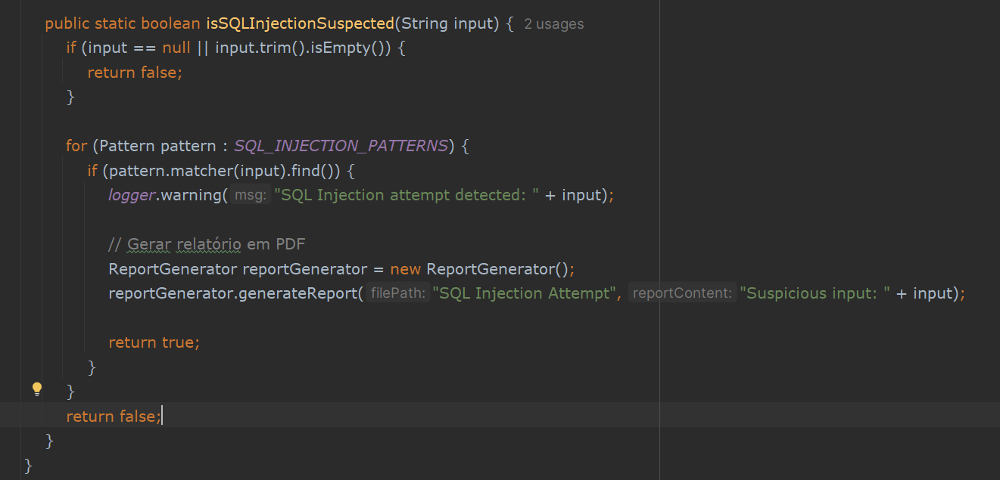 public static boolean isSQLInjectionSuspected(String input) { 2 usages
if (input == null || input.trim().isEmpty()) {
return false;
}
for (Pattern pattern : SQL_INJECTION_PATTERNS) {
if (pattern.matcher(input).find()) {
logger.warning( msg: "SQL Injection attempt detected: " + input);
// Gerar relatório em PDF
ReportGenerator reportGenerator = new ReportGenerator();
reportGenerator.generateReport( filePath: "SQL Injection Attempt", reportContent: "Suspicious input: " + input);
return true;
}
}
return false;
}
}